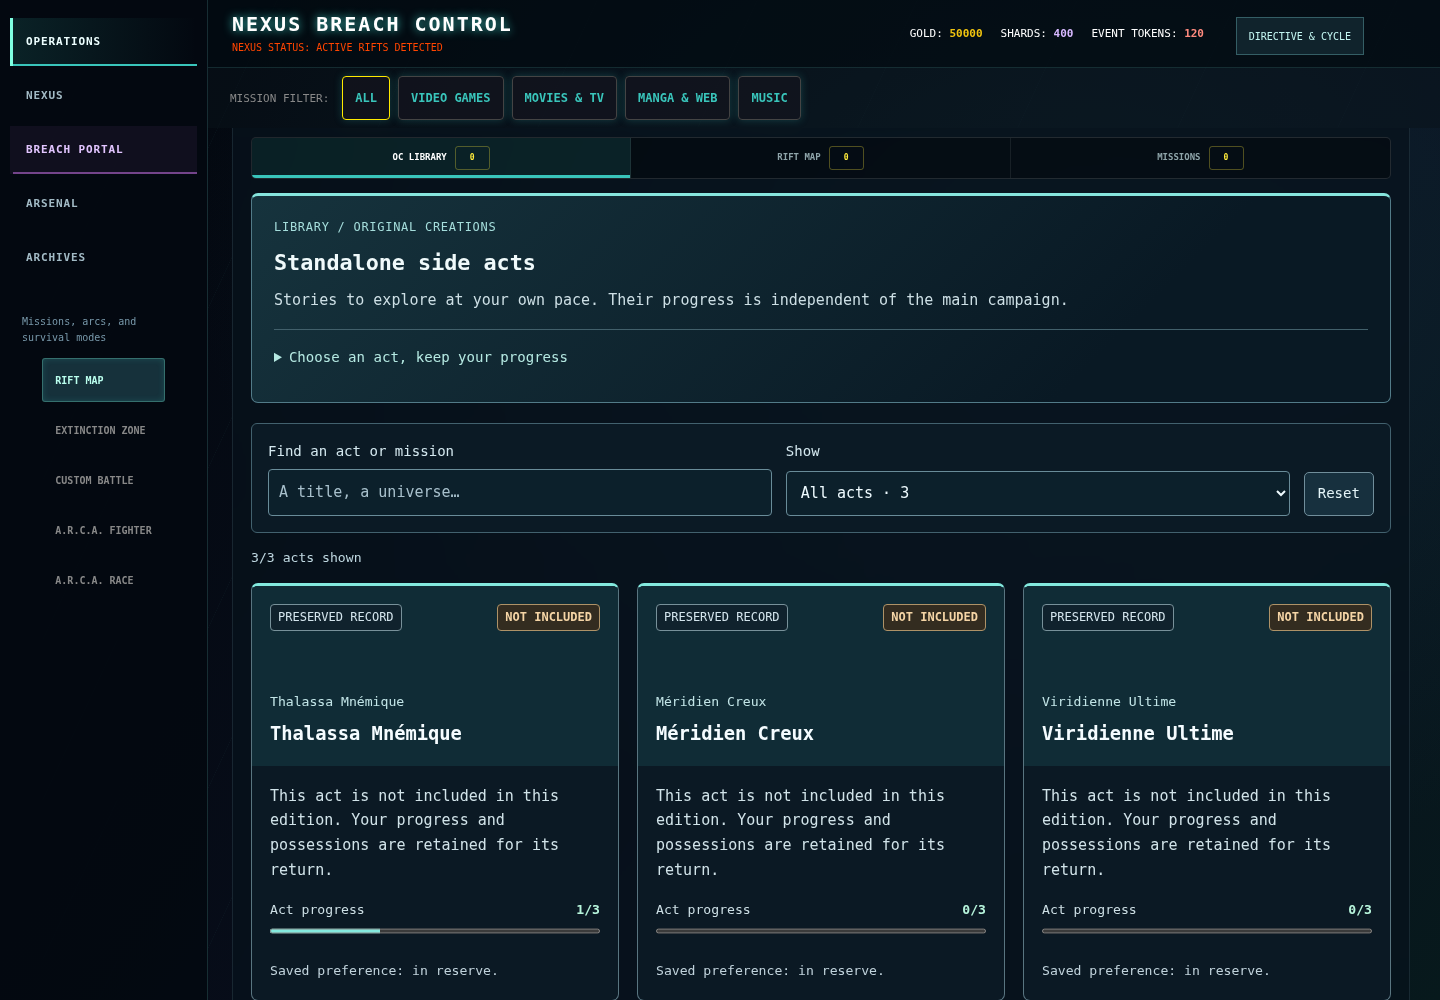 OPERATIONS
NEXUS
BREACH PORTAL
ARSENAL
ARCHIVES
Missions, arcs, and
survival modes
RIFT MAP
EXTINCTION ZONE
CUSTOM BATTLE
A.R.C.A. FIGHTER
A.R.C.A. RACE
NEXUS BREACH CONTROL
NEXUS STATUS: ACTIVE RIFTS DETECTED
GOLD: 50000 SHARDS: 400 EVENT TOKENS: 120
DIRECTIVE & CYCLE
MISSION FILTER: ALL VIDEO GAMES MOVIES & TV MANGA & WEB MUSIC
OC LIBRARY 0 RIFT MAP 0 MISSIONS 0
LIBRARY / ORIGINAL CREATIONS
Standalone side acts
Stories to explore at your own pace. Their progress is independent of the main campaign.
Choose an act, keep your progress
Find an act or mission
A title, a universe…
Show
All acts · 3
Reset
3/3 acts shown
PRESERVED RECORD NOT INCLUDED
Thalassa Mnémique
Thalassa Mnémique
This act is not included in this
edition. Your progress and
possessions are retained for its
return.
Act progress 1/3
Saved preference: in reserve.
PRESERVED RECORD NOT INCLUDED
Méridien Creux
Méridien Creux
This act is not included in this
edition. Your progress and
possessions are retained for its
return.
Act progress 0/3
Saved preference: in reserve.
PRESERVED RECORD NOT INCLUDED
Viridienne Ultime
Viridienne Ultime
This act is not included in this
edition. Your progress and
possessions are retained for its
return.
Act progress 0/3
Saved preference: in reserve.